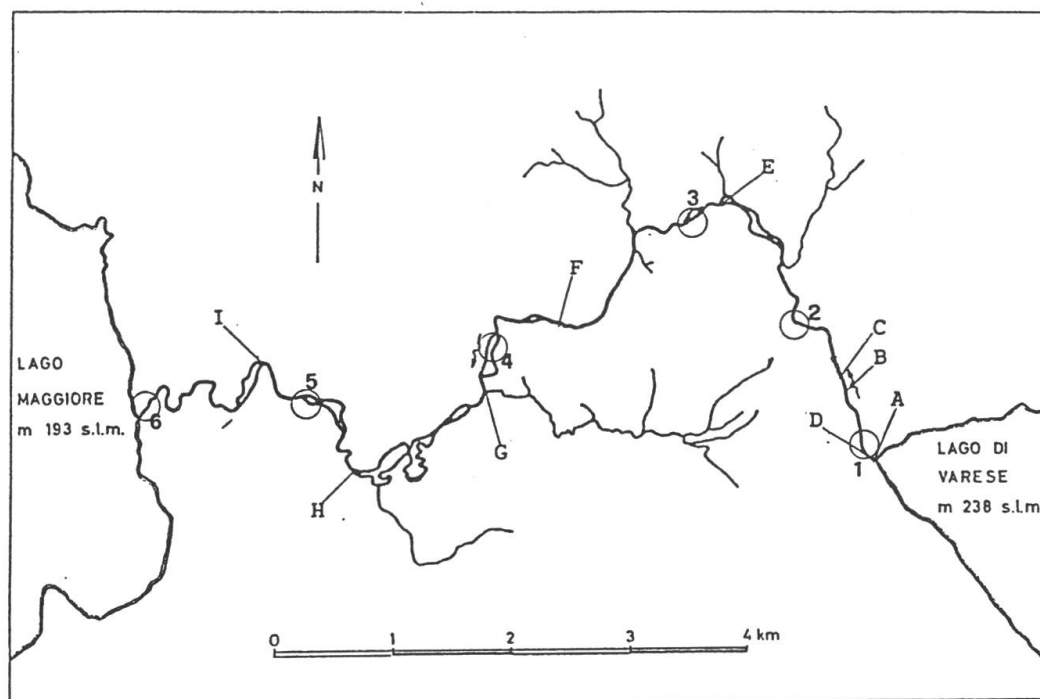 E
3
N
F
2
C
I
B
4
LAGO
MAGGIORE
m 193 s.l.m.
5
6
A
D
LAGO DI
VARESE
m 238 s.l.m
1
G
H
0
1
2
3
4 km